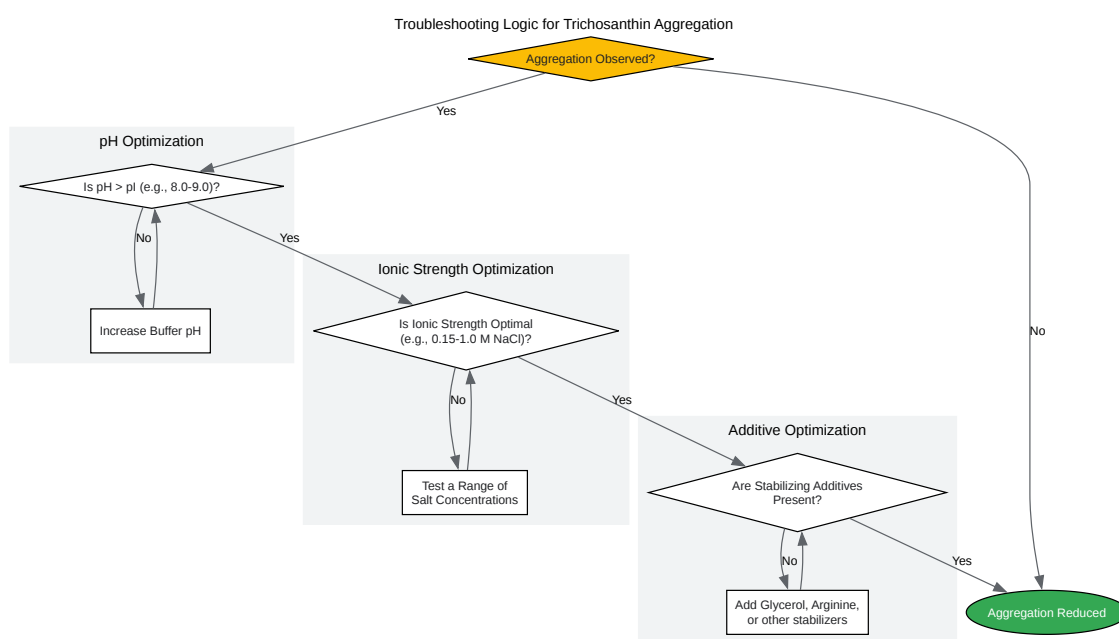 Troubleshooting Logic for Trichosanthin Aggregation
Aggregation Observed?
Yes
No
pH Optimization
Is pH > pI (e.g., 8.0-9.0)?
No
Yes
Increase Buffer pH
Ionic Strength Optimization
Is Ionic Strength Optimal
(e.g., 0.15-1.0 M NaCl)?
No
Yes
Test a Range of
Salt Concentrations
Additive Optimization
Are Stabilizing Additives
Present?
No
Yes
Add Glycerol, Arginine,
or other stabilizers
Aggregation Reduced